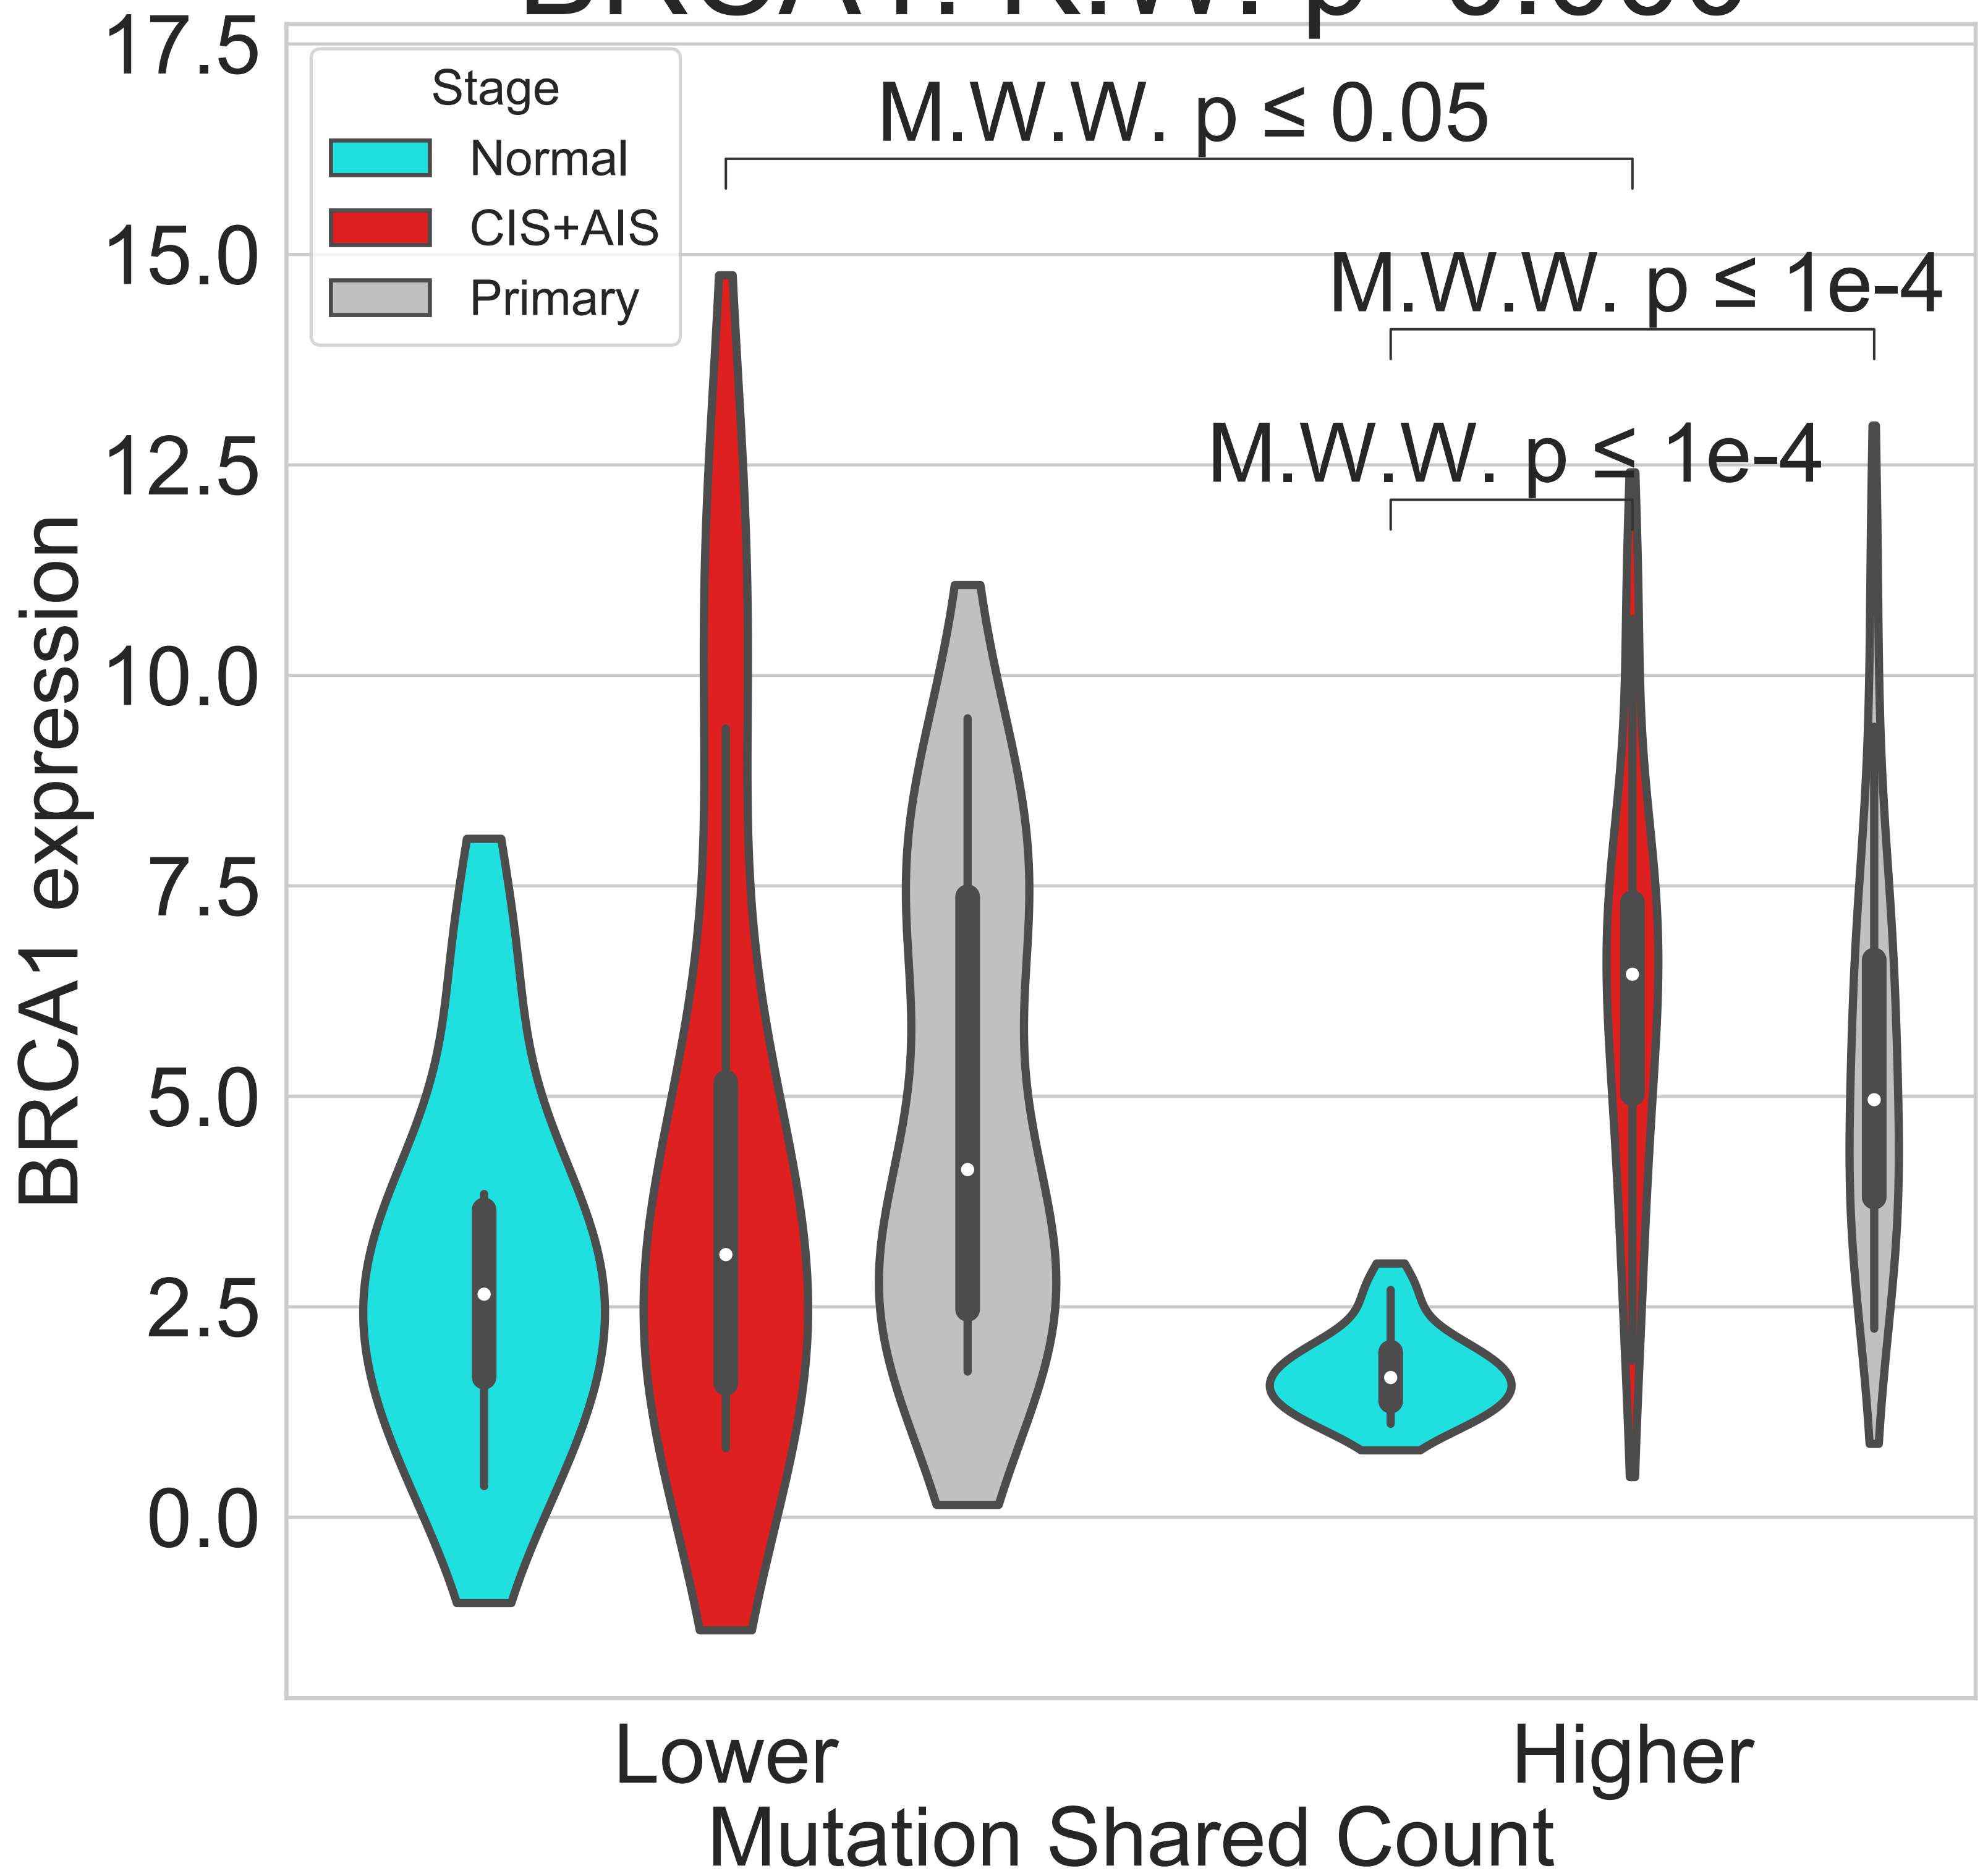 17.5
15.0
12.5
10.0
7.5
5.0
2.5
0.0
BRCA1 expression
Stage
Normal
CIS+AIS
Primary
M.W.W. p ≤ 0.05
M.W.W. p ≤ 1e-4
M.W.W. p ≤ 1e-4
Lower
Higher
Mutation Shared Count